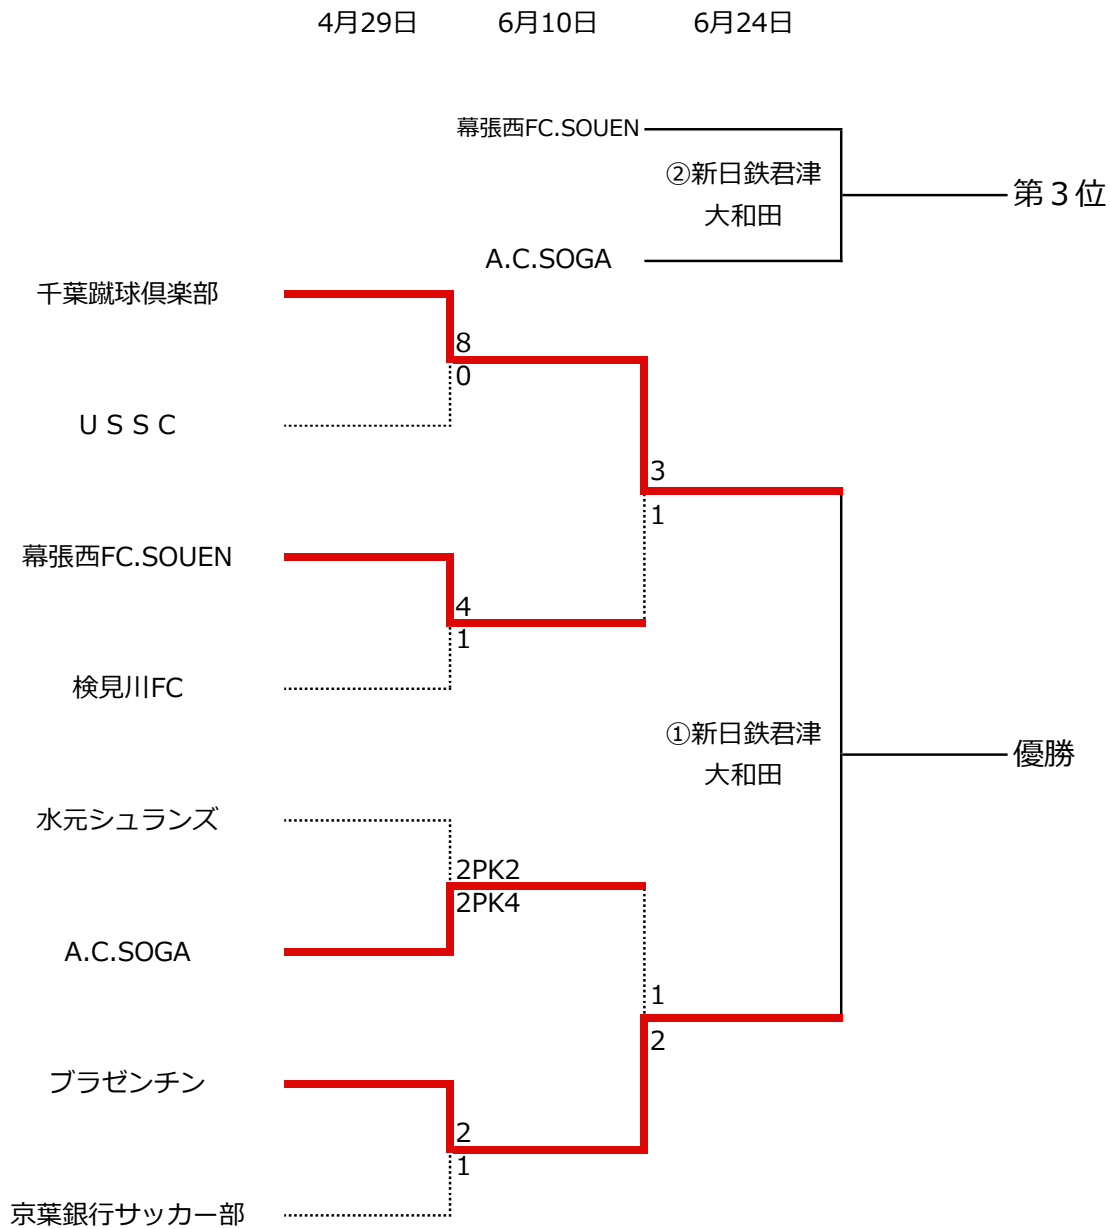 4月29日 6月10日 6月24日
幕張西FC.SOUEN
②新日鉄君津
第３位
大和田
A.C.SOGA
千葉蹴球倶楽部
8
0
ＵＳＳＣ
3
1
幕張西FC.SOUEN
4
1
検見川FC
①新日鉄君津
優勝
大和田
水元シュランズ
2PK2
2PK4
A.C.SOGA
1
2
ブラゼンチン
2
1
京葉銀行サッカー部